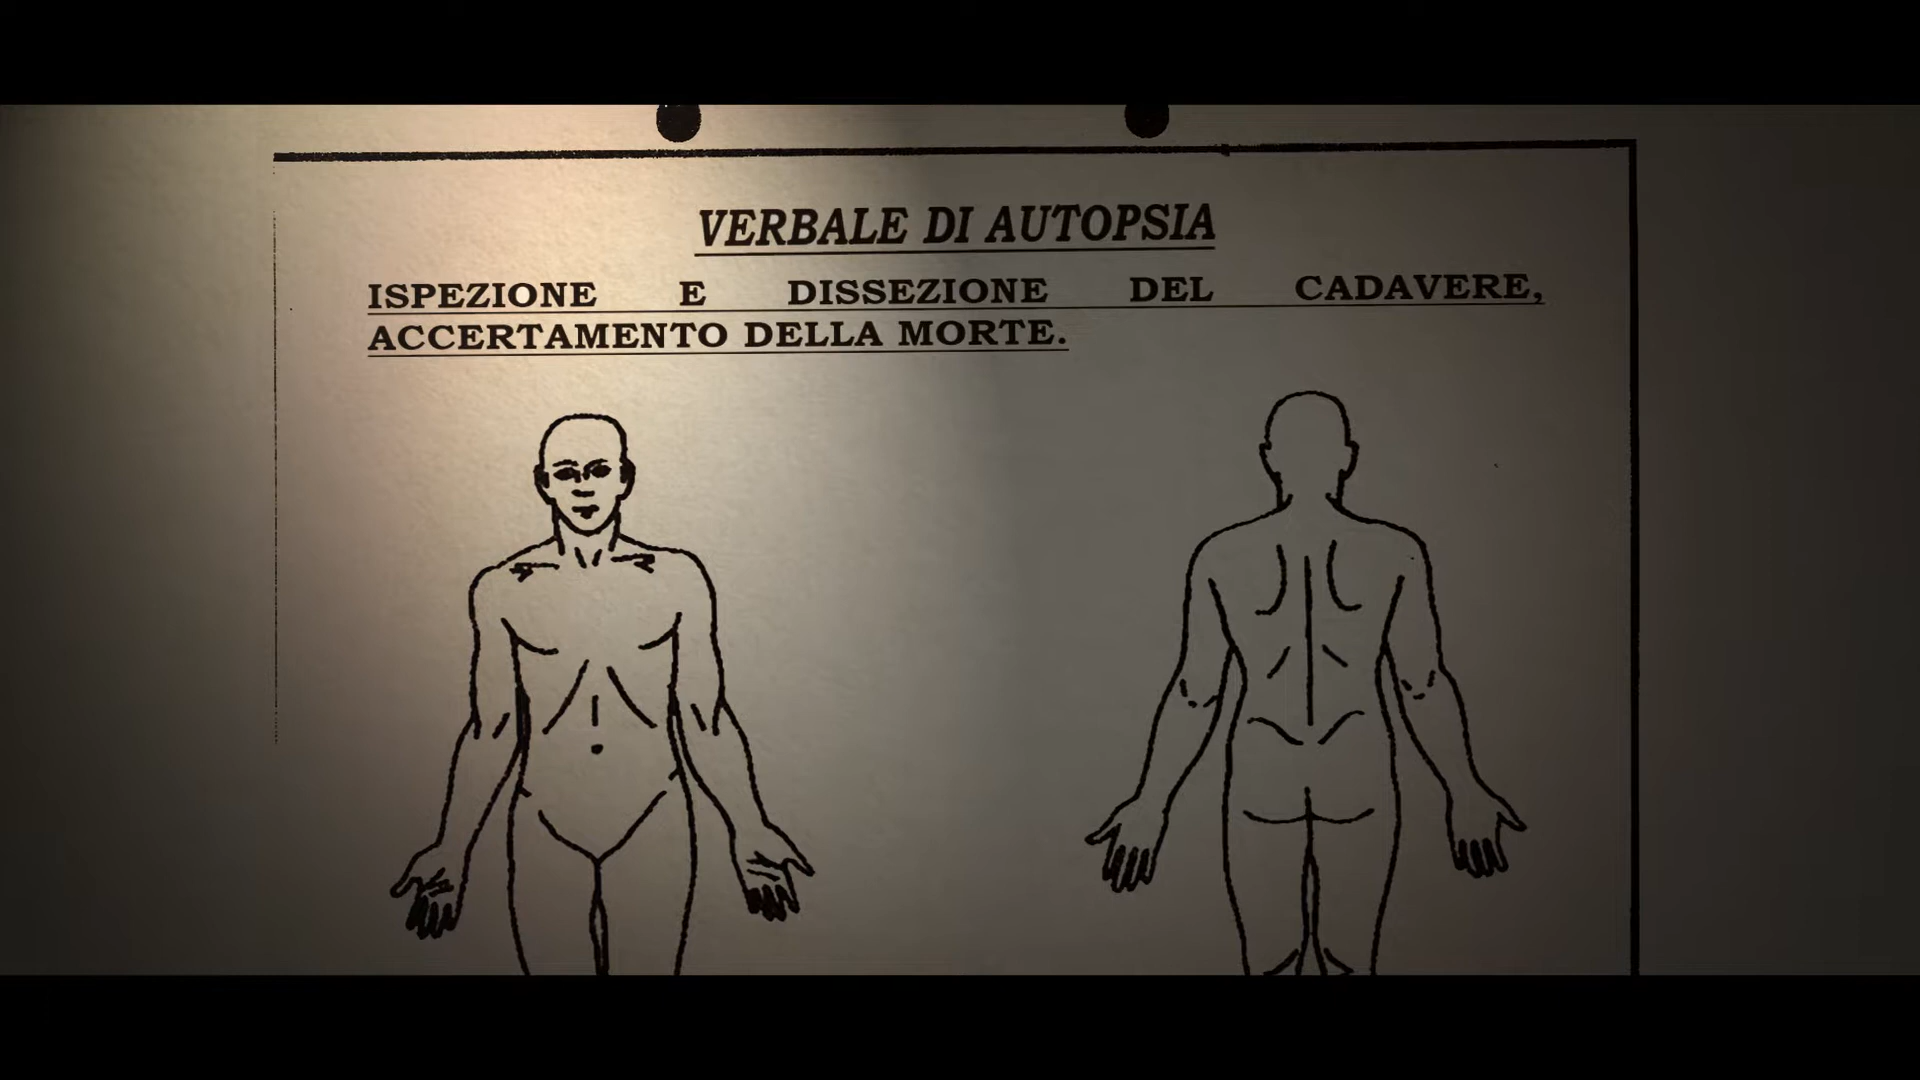 VERBALE DI AUTOPSIA
ISPEZIONE E DISSEZIONE DEL CADAVERE,
ACCERTAMENTO DELLA MORTE.